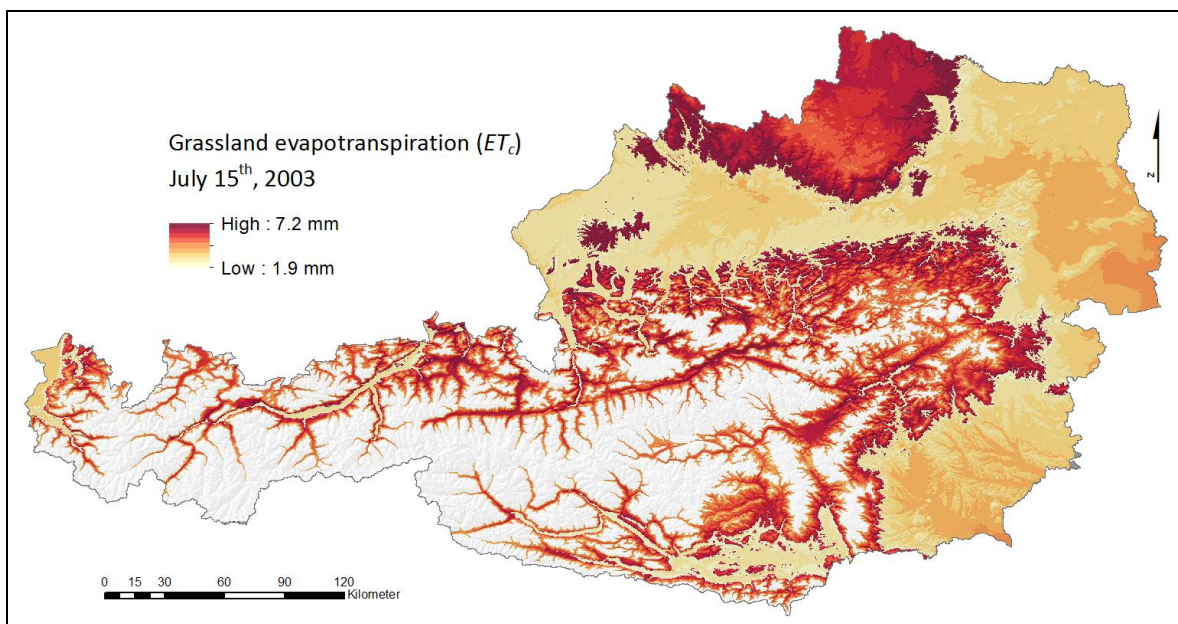 Grassland evapotranspiration (ETc)
July 15th, 2003
High : 7.2 mm
Low : 1.9 mm
N
0 15 30 60 90 120
Kilometer